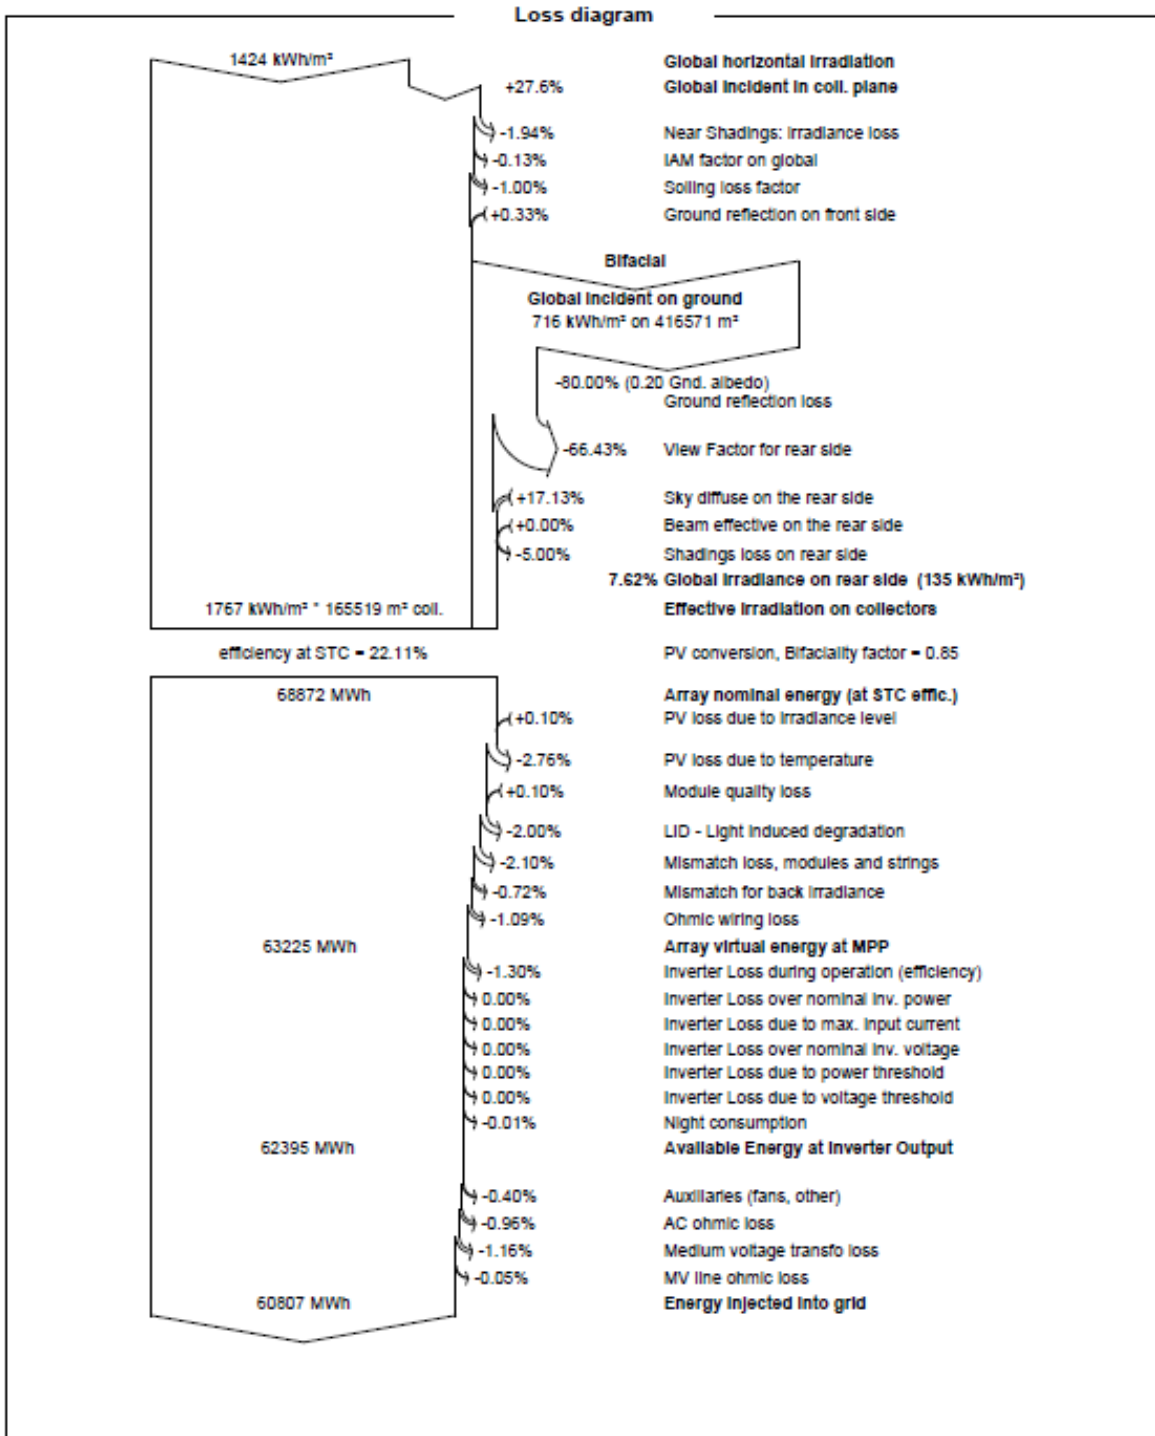 Loss diagram
1424 kWh/m² Global horizontal irradiation
+27.6% Global incident in coll. plane
-1.94% Near Shadings: irradiance loss
-0.13% IAM factor on global
-1.00% Soiling loss factor
+0.33% Ground reflection on front side
Bifacial
Global incident on ground
716 kWh/m² on 416571 m²
-80.00% (0.20 Gnd. albedo)
Ground reflection loss
-66.43% View Factor for rear side
+17.13% Sky diffuse on the rear side
+0.00% Beam effective on the rear side
-5.00% Shadings loss on rear side
7.62% Global Irradiance on rear side (135 kWh/m²)
1767 kWh/m² * 165519 m² coll. Effective irradiation on collectors
efficiency at STC = 22.11% PV conversion, Bifaciality factor = 0.85
68872 MWh Array nominal energy (at STC effic.)
+0.10% PV loss due to irradiance level
-2.76% PV loss due to temperature
+0.10% Module quality loss
-2.00% LID - Light induced degradation
-2.10% Mismatch loss, modules and strings
-0.72% Mismatch for back irradiance
-1.09% Ohmic wiring loss
63225 MWh Array virtual energy at MPP
-1.30% Inverter Loss during operation (efficiency)
0.00% Inverter Loss over nominal inv. power
0.00% Inverter Loss due to max. input current
0.00% Inverter Loss over nominal inv. voltage
0.00% Inverter Loss due to power threshold
0.00% Inverter Loss due to voltage threshold
-0.01% Night consumption
62395 MWh Available Energy at Inverter Output
-0.40% Auxiliaries (fans, other)
-0.96% AC ohmic loss
-1.16% Medium voltage transfo loss
-0.05% MV line ohmic loss
60807 MWh Energy injected into grid